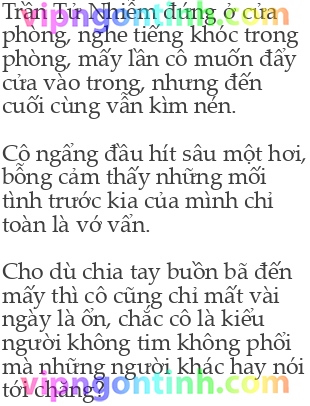 Trần Tử Nhiễm đứng ở cửa
vipngontinh.com
phòng, nghe tiếng khóc trong
phòng, mấy lần cô muốn đẩy
cửa vào trong, nhưng đến
cuối cùng vẫn kìm nén.
Cô ngẩng đầu hít sâu một hơi,
bỗng cảm thấy những mối
tình trước kia của mình chỉ
toàn là vớ vẩn.
Cho dù chia tay buồn bã đến
mấy thì cô cũng chỉ mất vài
ngày là ổn, chắc cô là kiểu
người không tim không phổi
mà những người khác hay nói
tới chăng?
vipngontinh.com